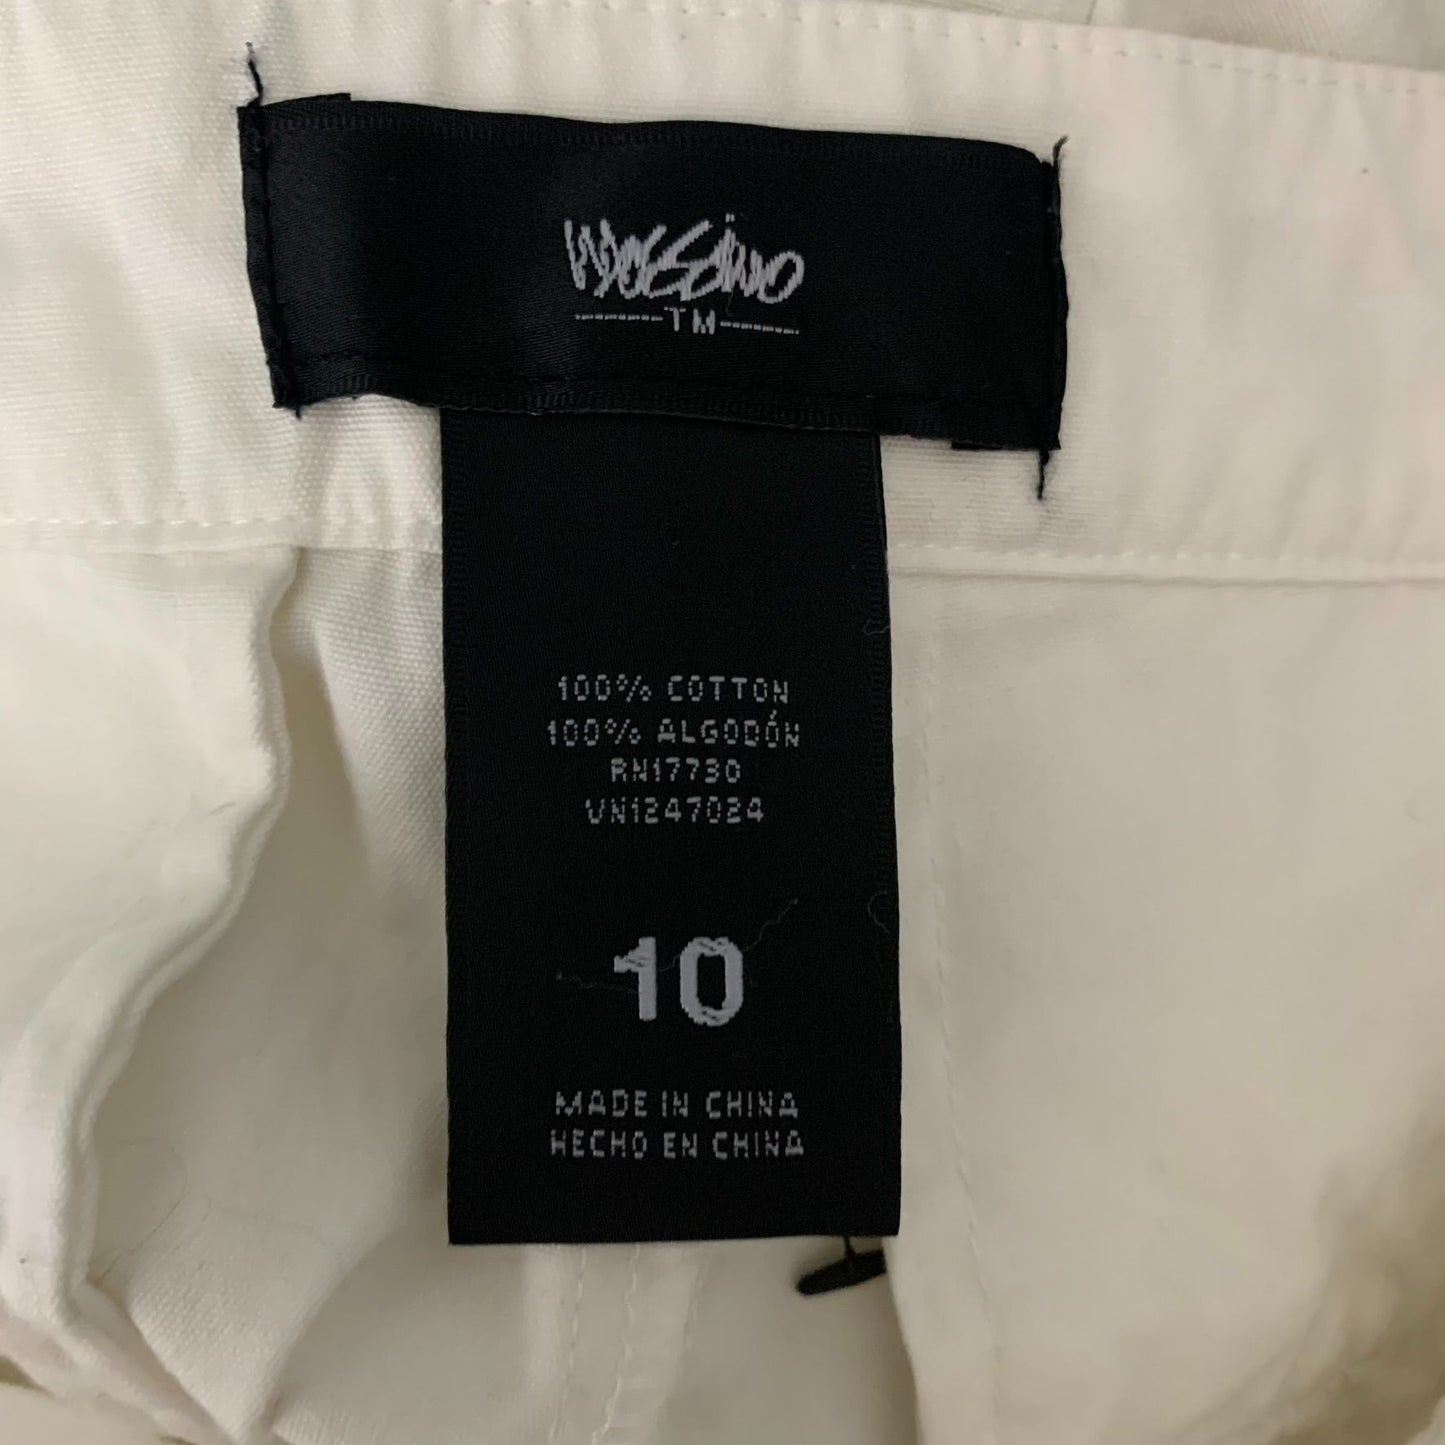 Mossimo
TM
100% COTTON
100% ALGODÓN
RN17730
VN1247024
10
MADE IN CHINA
HECHO EN CHINA